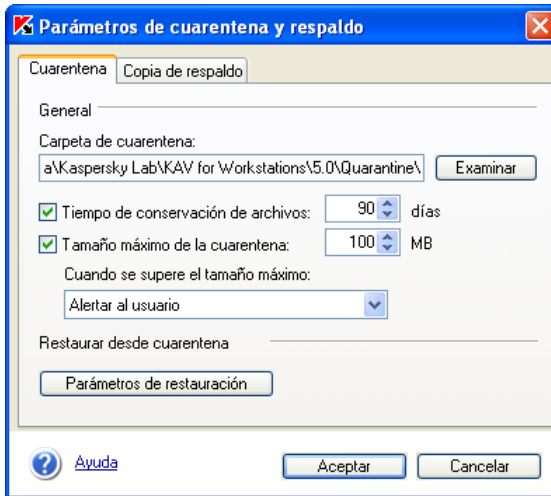 Parámetros de cuarentena y respaldo
Cuarentena Copia de respaldo
General
Carpeta de cuarentena:
a\Kaspersky Lab\KAV for Workstations\5.0\Quarantine\ Examinar
Tiempo de conservación de archivos: 90 días
Tamaño máximo de la cuarentena: 100 MB
Cuando se supere el tamaño máximo:
Alertar al usuario
Restaurar desde cuarentena
Parámetros de restauración
Ayuda Aceptar Cancelar